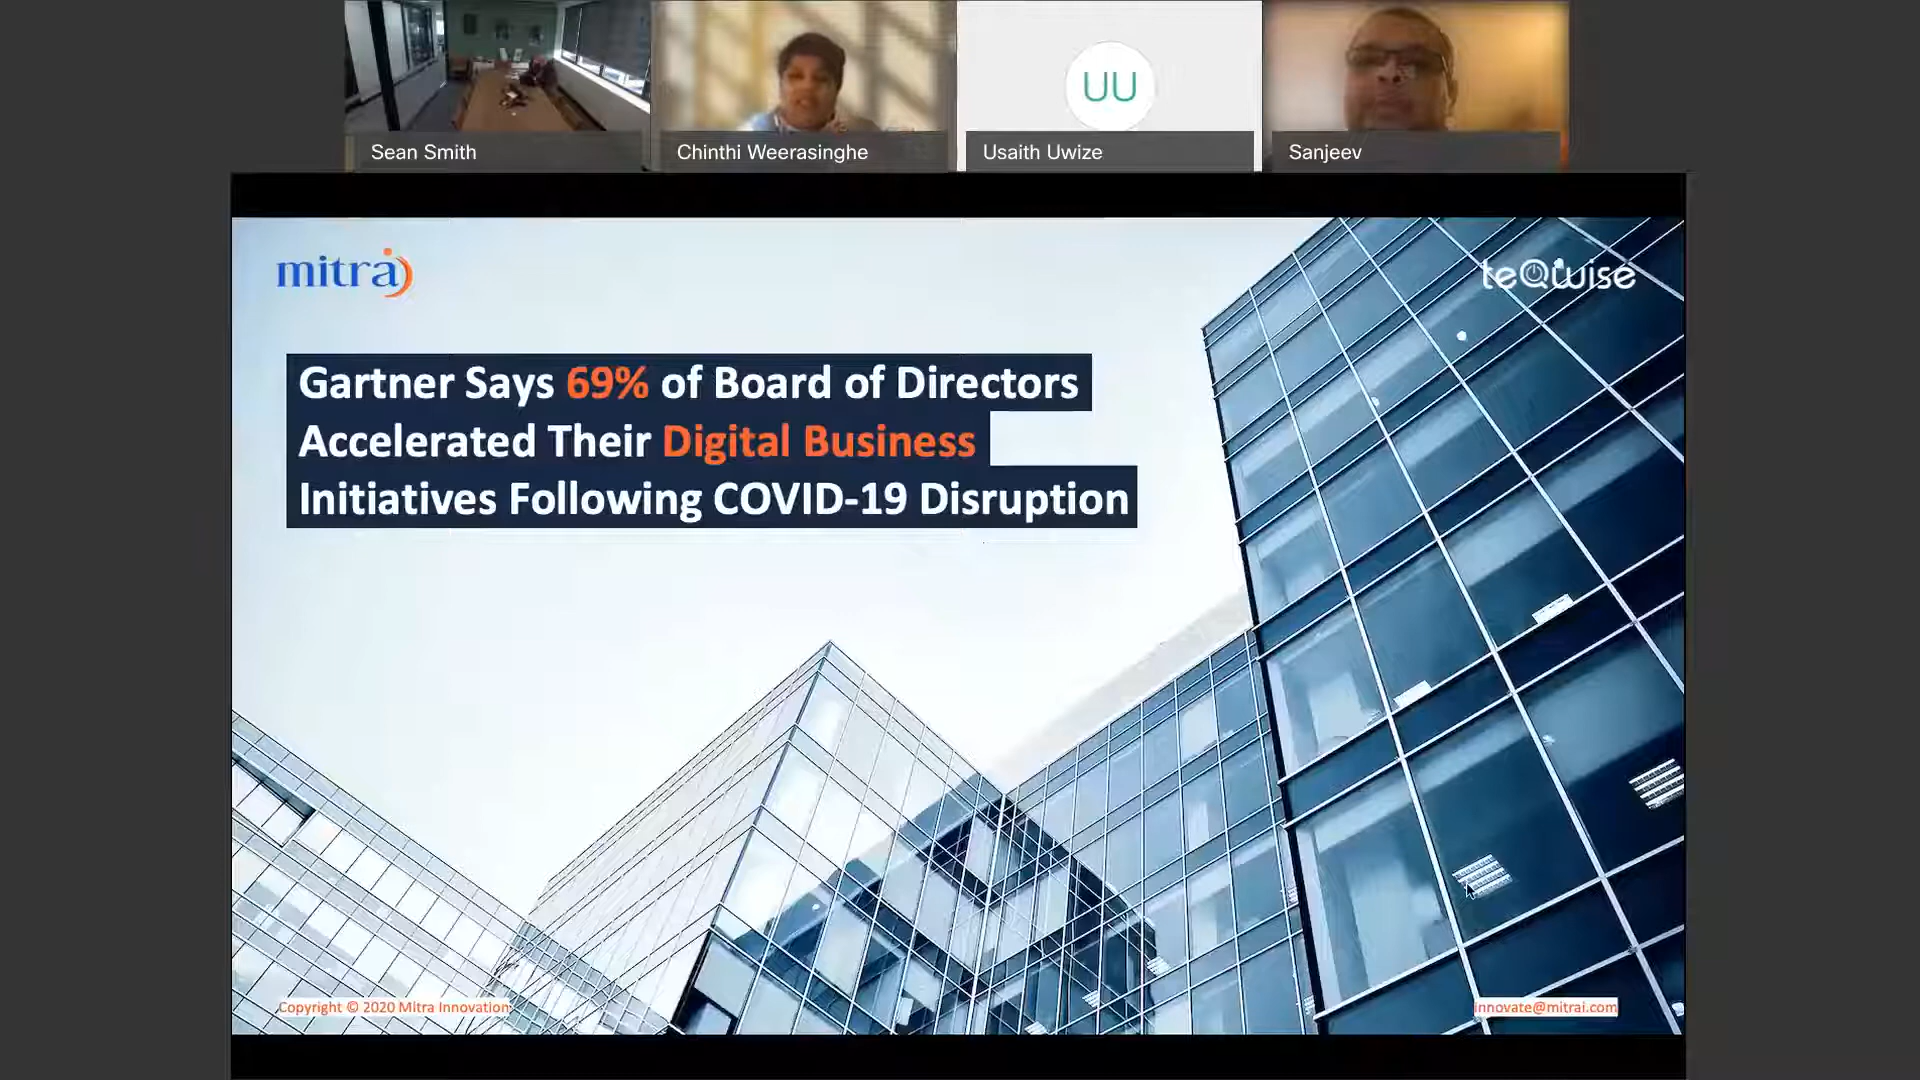 Sean Smith
Chinthi Weerasinghe
UU
Usaith Uwize
Sanjeev
mitrai
teQwise
Gartner Says 69% of Board of Directors
Accelerated Their Digital Business
Initiatives Following COVID-19 Disruption
Copyright © 2020 Mitra Innovation
innovate@mitrai.com